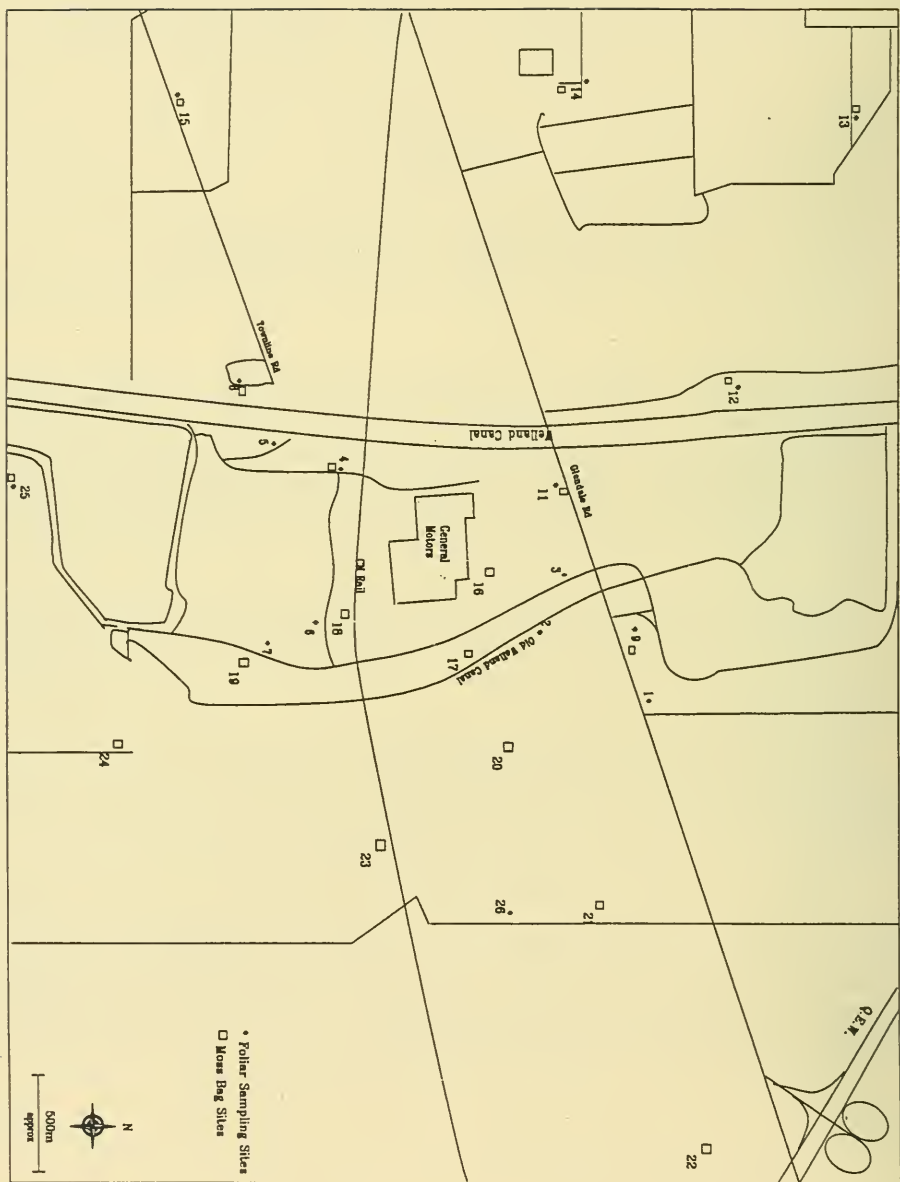 13
14
15
Townline Rd
8
12
Welland Canal
5
4
25
11
Glendale Rd
General
Motors
3
16
18
6
7
19
17
2
Old Welland Canal
9
1
24
20
23
26
21
Q.E.W.
22
• Foliar Sampling Sites
□ Moss Bag Sites
N
500m
approx